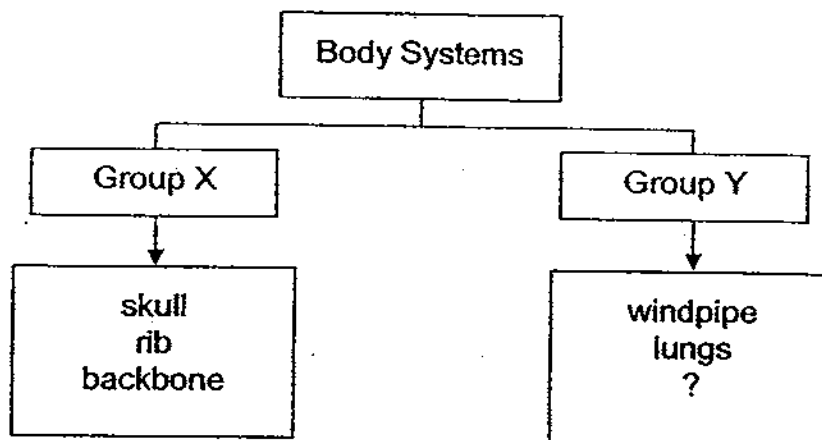 Body Systems
Group X
Group Y
skull
rib
backbone
windpipe
lungs
?